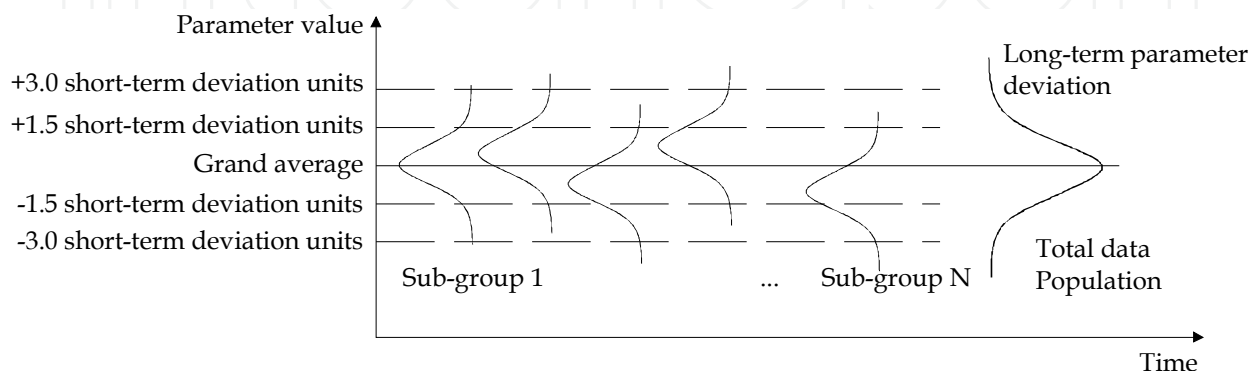 Parameter value
Long-term parameter
deviation
+3.0 short-term deviation units
+1.5 short-term deviation units
Grand average
-1.5 short-term deviation units
-3.0 short-term deviation units
Sub-group 1
...
Sub-group N
Total data
Population
Time